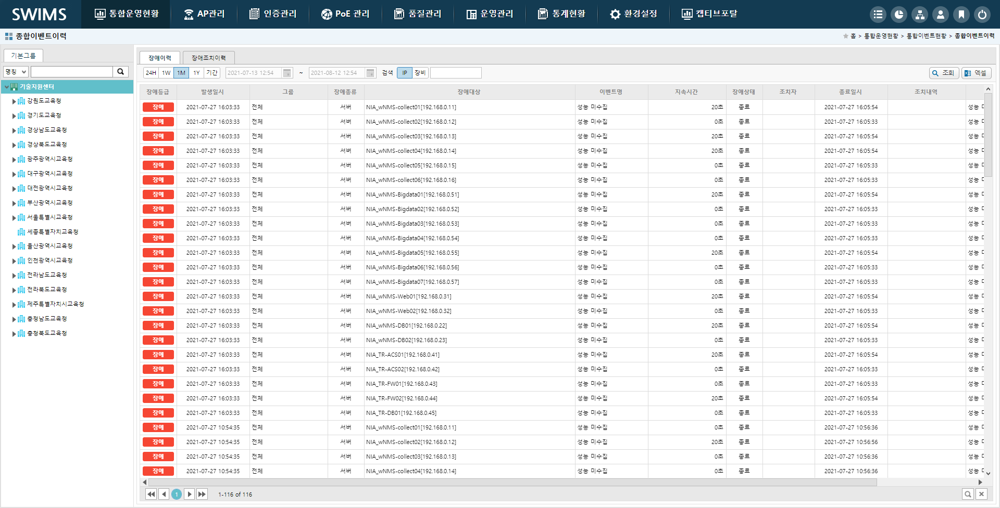 SWIMS 통합운영현황 AP관리 인증관리 PoE 관리 품질관리 운영관리 통계현황 환경설정 캡티브포탈
종합이벤트이력 홈 > 통합운영현황 > 통합이벤트현황 > 종합이벤트이력
기본그룹
명칭
기술지원센터
강원도교육청
경기도교육청
경상남도교육청
경상북도교육청
광주광역시교육청
대구광역시교육청
대전광역시교육청
부산광역시교육청
서울특별시교육청
세종특별자치교육청
울산광역시교육청
인천광역시교육청
전라남도교육청
전라북도교육청
제주특별자치시교육청
충청남도교육청
충청북도교육청
장애이력 장애조치이력
24H 1W 1M 1Y 기간 2021-07-13 12:54 ~ 2021-08-12 12:54 검색 IP 장비 조회 엑셀
장애등급 발생일시 그룹 장애종류 장애대상 이벤트명 지속시간 장애상태 조치자 종료일시 조치내역
장애 2021-07-27 16:03:33 전체 서버 NIA_wNMS-collect01[192.168.0.11] 성능 미수집 20초 종료 2021-07-27 16:05:54 성능
장애 2021-07-27 16:03:33 전체 서버 NIA_wNMS-collect02[192.168.0.12] 성능 미수집 0초 종료 2021-07-27 16:05:33 성능
장애 2021-07-27 16:03:33 전체 서버 NIA_wNMS-collect03[192.168.0.13] 성능 미수집 20초 종료 2021-07-27 16:05:54 성능
장애 2021-07-27 16:03:33 전체 서버 NIA_wNMS-collect04[192.168.0.14] 성능 미수집 20초 종료 2021-07-27 16:05:54 성능
장애 2021-07-27 16:03:33 전체 서버 NIA_wNMS-collect05[192.168.0.15] 성능 미수집 0초 종료 2021-07-27 16:05:33 성능
장애 2021-07-27 16:03:33 전체 서버 NIA_wNMS-collect06[192.168.0.16] 성능 미수집 0초 종료 2021-07-27 16:05:33 성능
장애 2021-07-27 16:03:33 전체 서버 NIA_wNMS-Bigdata01[192.168.0.51] 성능 미수집 20초 종료 2021-07-27 16:05:54 성능
장애 2021-07-27 16:03:33 전체 서버 NIA_wNMS-Bigdata02[192.168.0.52] 성능 미수집 0초 종료 2021-07-27 16:05:33 성능
장애 2021-07-27 16:03:33 전체 서버 NIA_wNMS-Bigdata03[192.168.0.53] 성능 미수집 0초 종료 2021-07-27 16:05:33 성능
장애 2021-07-27 16:03:33 전체 서버 NIA_wNMS-Bigdata04[192.168.0.54] 성능 미수집 0초 종료 2021-07-27 16:05:33 성능
장애 2021-07-27 16:03:33 전체 서버 NIA_wNMS-Bigdata05[192.168.0.55] 성능 미수집 20초 종료 2021-07-27 16:05:54 성능
장애 2021-07-27 16:03:33 전체 서버 NIA_wNMS-Bigdata06[192.168.0.56] 성능 미수집 0초 종료 2021-07-27 16:05:33 성능
장애 2021-07-27 16:03:33 전체 서버 NIA_wNMS-Bigdata07[192.168.0.57] 성능 미수집 0초 종료 2021-07-27 16:05:33 성능
장애 2021-07-27 16:03:33 전체 서버 NIA_wNMS-Web01[192.168.0.31] 성능 미수집 20초 종료 2021-07-27 16:05:54 성능
장애 2021-07-27 16:03:33 전체 서버 NIA_wNMS-Web02[192.168.0.32] 성능 미수집 0초 종료 2021-07-27 16:05:33 성능
장애 2021-07-27 16:03:33 전체 서버 NIA_wNMS-DB01[192.168.0.22] 성능 미수집 20초 종료 2021-07-27 16:05:54 성능
장애 2021-07-27 16:03:33 전체 서버 NIA_wNMS-DB02[192.168.0.23] 성능 미수집 0초 종료 2021-07-27 16:05:33 성능
장애 2021-07-27 16:03:33 전체 서버 NIA_TR-ACS01[192.168.0.41] 성능 미수집 20초 종료 2021-07-27 16:05:54 성능
장애 2021-07-27 16:03:33 전체 서버 NIA_TR-ACS02[192.168.0.42] 성능 미수집 0초 종료 2021-07-27 16:05:33 성능
장애 2021-07-27 16:03:33 전체 서버 NIA_TR-FW01[192.168.0.43] 성능 미수집 0초 종료 2021-07-27 16:05:33 성능
장애 2021-07-27 16:03:33 전체 서버 NIA_TR-FW02[192.168.0.44] 성능 미수집 20초 종료 2021-07-27 16:05:54 성능
장애 2021-07-27 16:03:33 전체 서버 NIA_TR-DB01[192.168.0.45] 성능 미수집 0초 종료 2021-07-27 16:05:33 성능
장애 2021-07-27 10:54:35 전체 서버 NIA_wNMS-collect01[192.168.0.11] 성능 미수집 0초 종료 2021-07-27 10:56:36 성능
장애 2021-07-27 10:54:35 전체 서버 NIA_wNMS-collect02[192.168.0.12] 성능 미수집 20초 종료 2021-07-27 10:56:56 성능
장애 2021-07-27 10:54:35 전체 서버 NIA_wNMS-collect03[192.168.0.13] 성능 미수집 0초 종료 2021-07-27 10:56:36 성능
장애 2021-07-27 10:54:35 전체 서버 NIA_wNMS-collect04[192.168.0.14] 성능 미수집 0초 종료 2021-07-27 10:56:36 성능
1 1-116 of 116